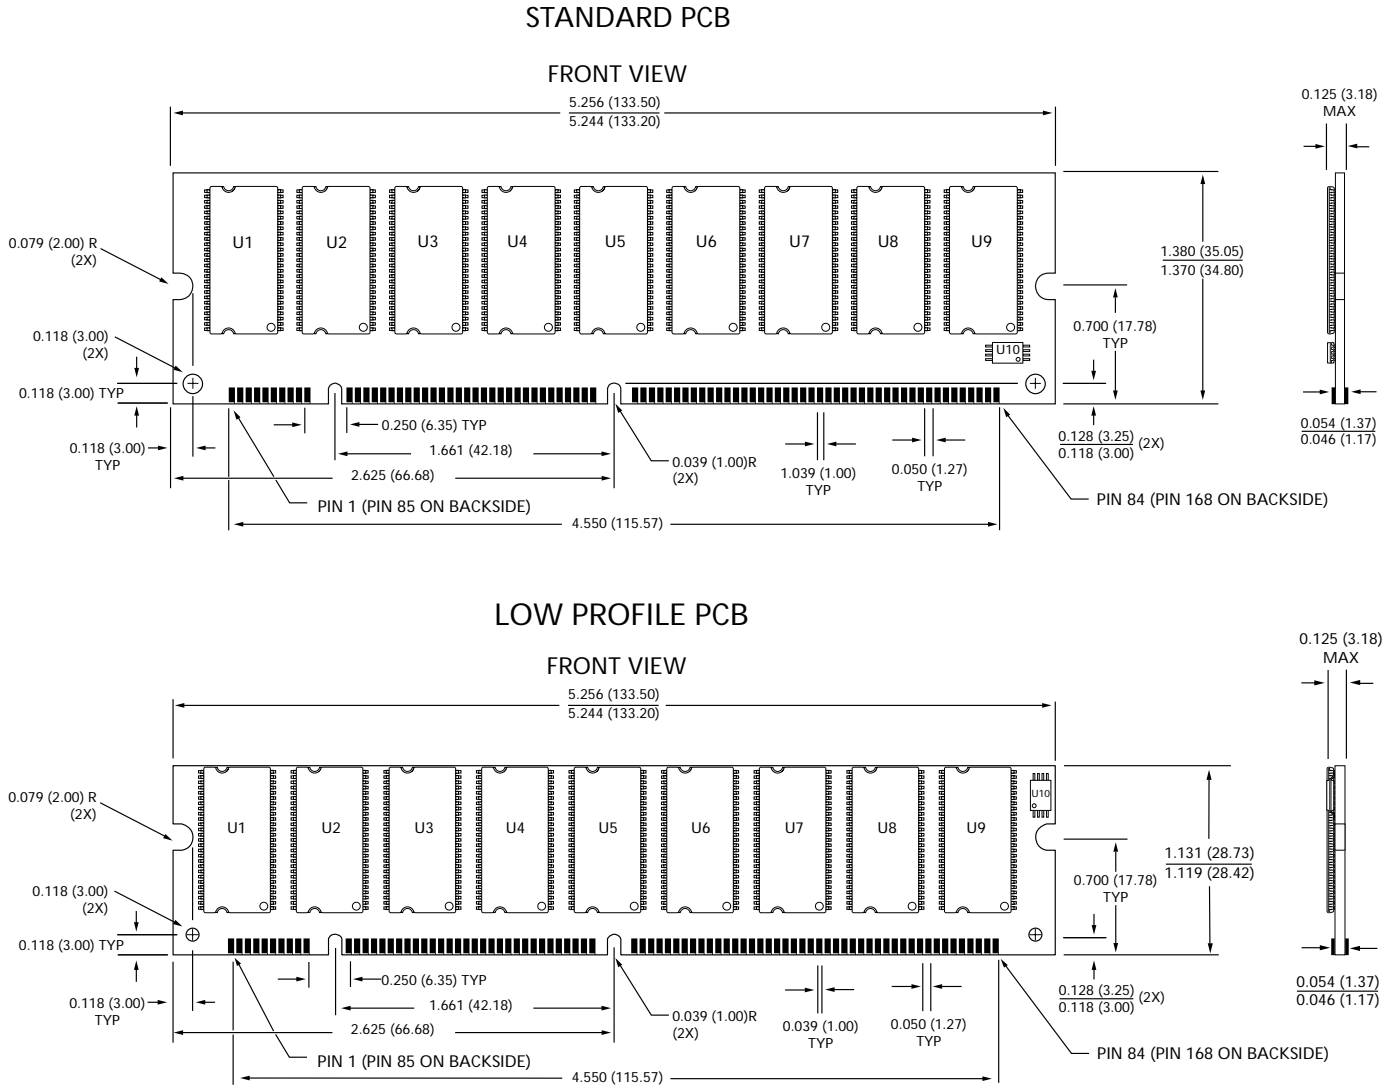 STANDARD PCB
FRONT VIEW
5.256 (133.50)
5.244 (133.20)
0.125 (3.18)
MAX
U1 U2 U3 U4 U5 U6 U7 U8 U9
0.079 (2.00) R
(2X)
1.380 (35.05)
1.370 (34.80)
0.118 (3.00)
(2X)
0.700 (17.78)
TYP
U10
0.118 (3.00) TYP
0.250 (6.35) TYP
0.118 (3.00)
TYP
1.661 (42.18)
2.625 (66.68)
0.039 (1.00)R
(2X)
1.039 (1.00)
TYP
0.050 (1.27)
TYP
0.128 (3.25)
0.118 (3.00)
(2X)
0.054 (1.37)
0.046 (1.17)
PIN 1 (PIN 85 ON BACKSIDE)
PIN 84 (PIN 168 ON BACKSIDE)
4.550 (115.57)
LOW PROFILE PCB
FRONT VIEW
5.256 (133.50)
5.244 (133.20)
0.125 (3.18)
MAX
U10
0.079 (2.00) R
(2X)
U1 U2 U3 U4 U5 U6 U7 U8 U9
1.131 (28.73)
1.119 (28.42)
0.118 (3.00)
(2X)
0.700 (17.78)
TYP
0.118 (3.00) TYP
0.250 (6.35) TYP
0.118 (3.00)
TYP
1.661 (42.18)
2.625 (66.68)
0.039 (1.00)R
(2X)
0.039 (1.00)
TYP
0.050 (1.27)
TYP
0.128 (3.25)
0.118 (3.00)
(2X)
0.054 (1.37)
0.046 (1.17)
PIN 1 (PIN 85 ON BACKSIDE)
PIN 84 (PIN 168 ON BACKSIDE)
4.550 (115.57)